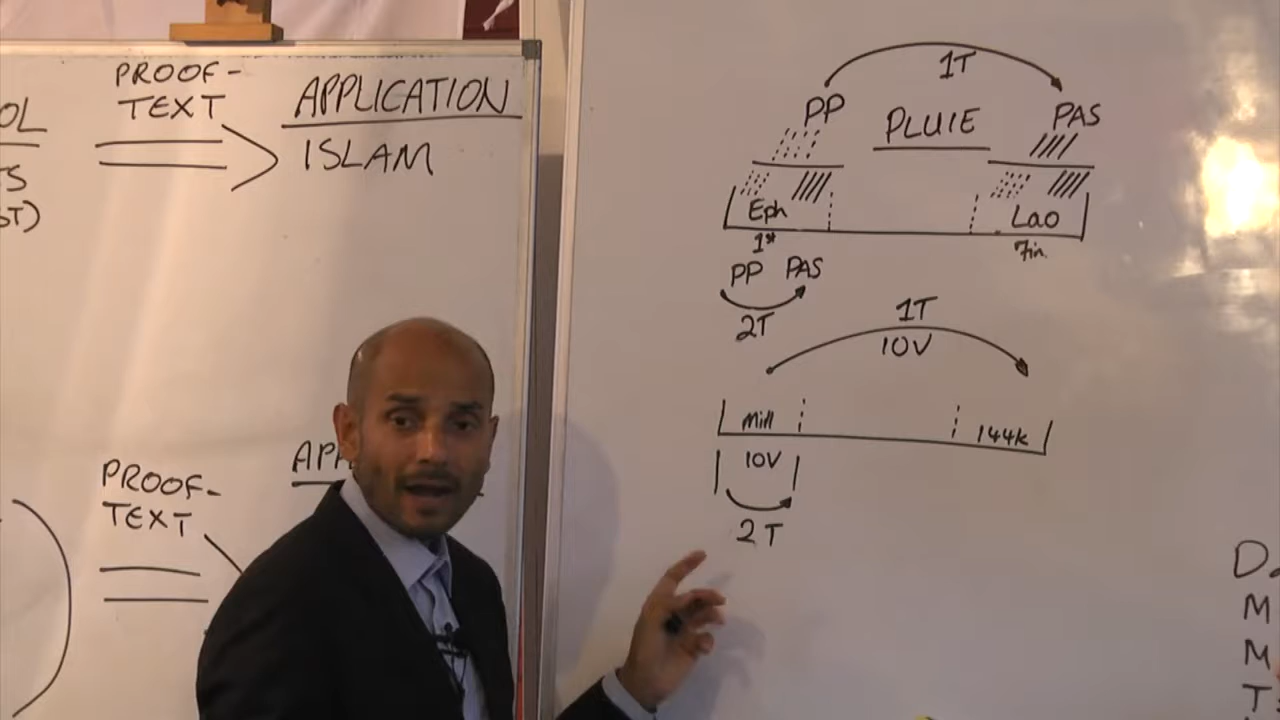 OL
S
ST)
PROOF-
TEXT
APPLICATION
ISLAM
PROOF-
TEXT
1T
PP
PLUIE
PAS
Eph
Lao
1st
7in.
PP PAS
2T
1T
10V
Mill
144k
10V
2T
D
M
M
T